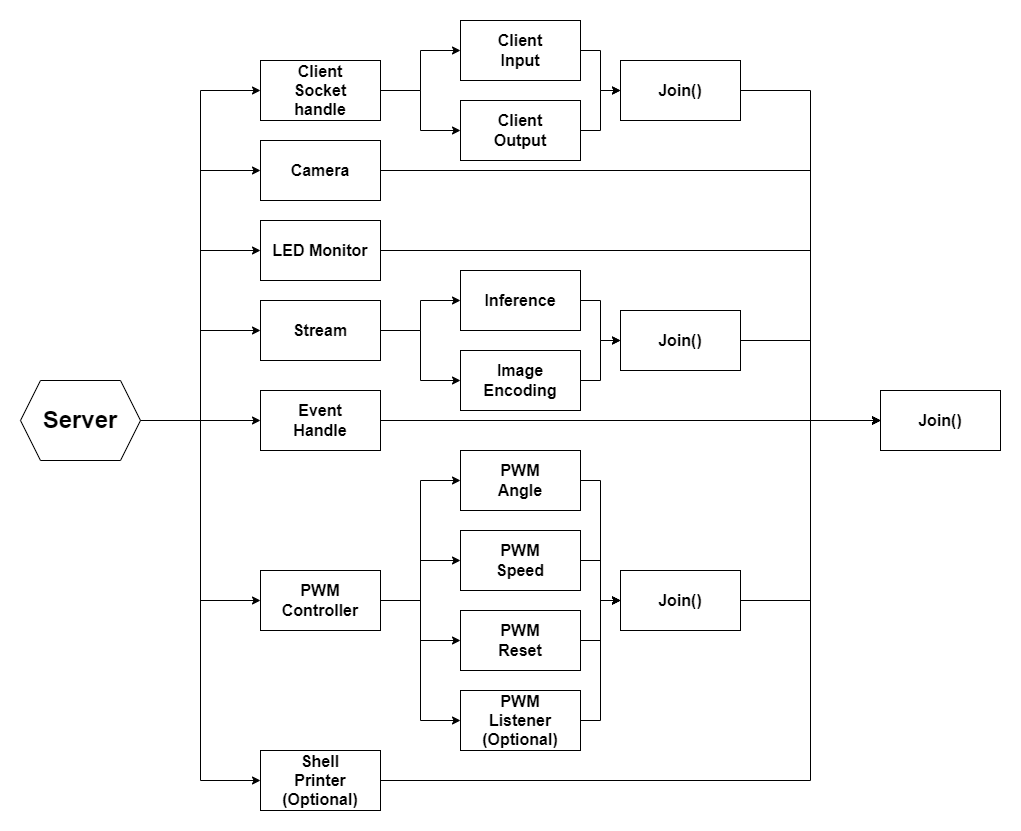 Client
Input
Client
Socket
handle
Join()
Client
Output
Camera
LED Monitor
Inference
Stream
Join()
Image
Encoding
Server
Event
Handle
Join()
PWM
Angle
PWM
Speed
PWM
Controller
Join()
PWM
Reset
PWM
Listener
(Optional)
Shell
Printer
(Optional)